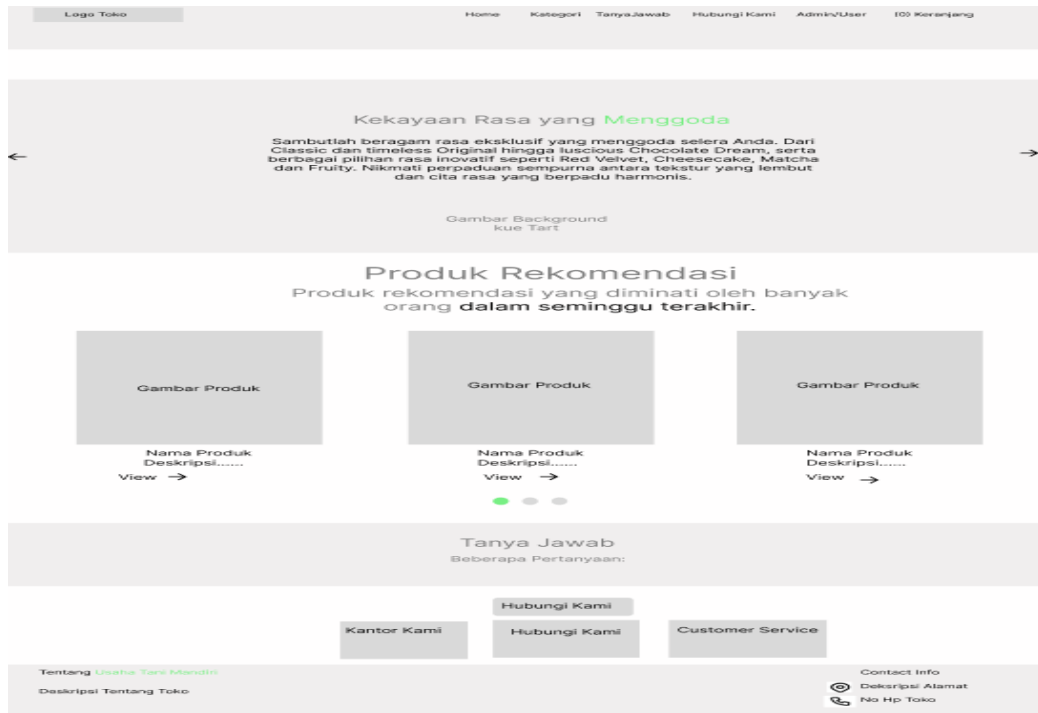 Logo Toko
Home Kategori TanyaJawab Hubungi Kami Admin/User (0) Keranjang
Kekayaan Rasa yang Menggoda
Sambutlah beragam rasa eksklusif yang menggoda selera Anda. Dari
Classic dan timeless Original hingga luscious Chocolate Dream, serta
berbagai pilihan rasa inovatif seperti Red Velvet, Cheesecake, Matcha
dan Fruity. Nikmati perpaduan sempurna antara tekstur yang lembut
dan cita rasa yang berpadu harmonis.
Gambar Background
kue Tart
Produk Rekomendasi
Produk rekomendasi yang diminati oleh banyak
orang dalam seminggu terakhir.
Gambar Produk
Nama Produk
Deskripsi......
View
Gambar Produk
Nama Produk
Deskripsi......
View
Gambar Produk
Nama Produk
Deskripsi......
View
Tanya Jawab
Beberapa Pertanyaan:
Hubungi Kami
Kantor Kami
Hubungi Kami
Customer Service
Tentang Usaha Tani Mandiri
Deskripsi Tentang Toko
Contact Info
Deksripsi Alamat
No Hp Toko